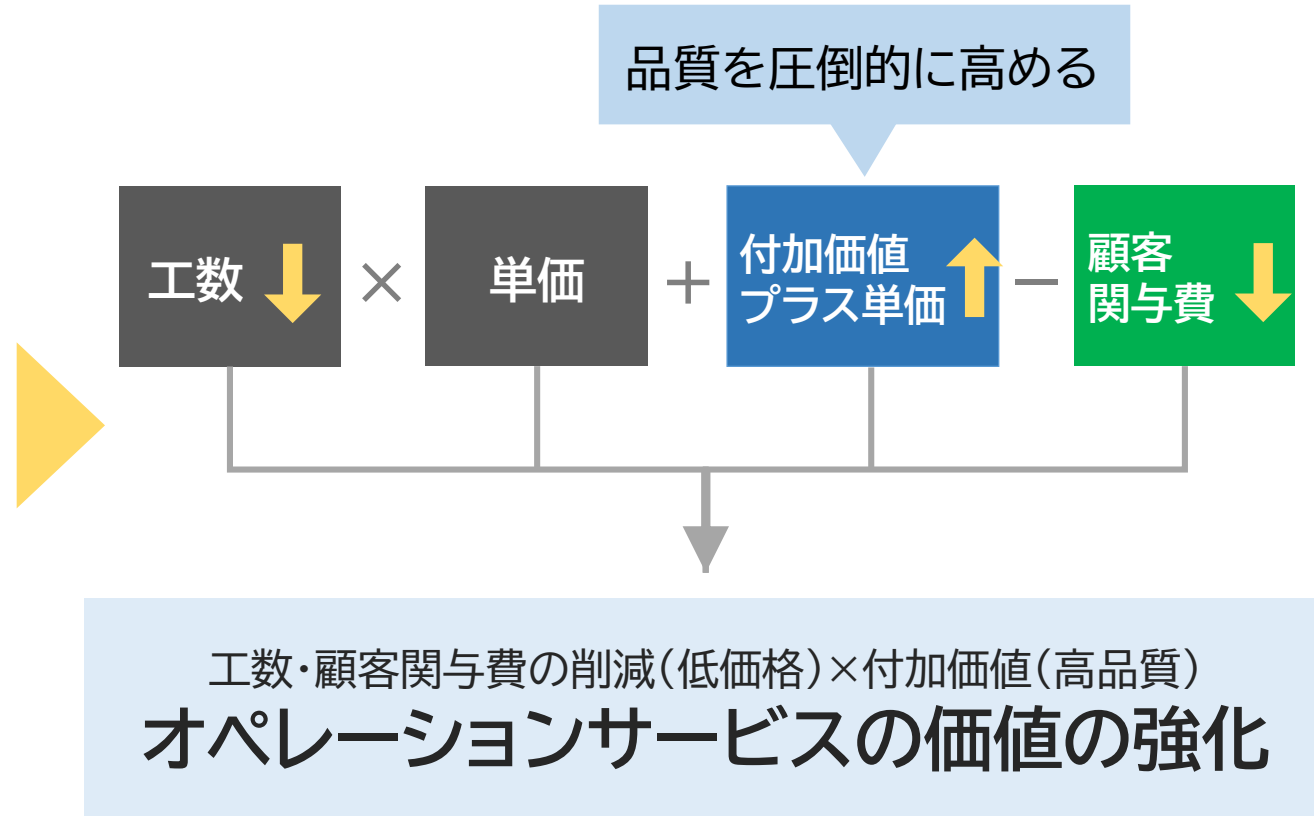 品質を圧倒的に高める
工数
×
単価
+
付加価値
プラス単価
－
顧客
関与費
工数・顧客関与費の削減(低価格)×付加価値(高品質)
オペレーションサービスの価値の強化